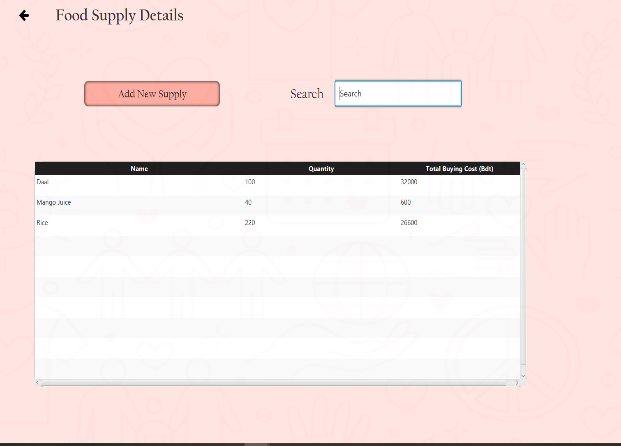 Food Supply Details
Add New Supply Search Search
Name Quantity Total Buying Cost (Bdt)
Daal 100 32000
Mango Juice 40 600
Rice 220 26600